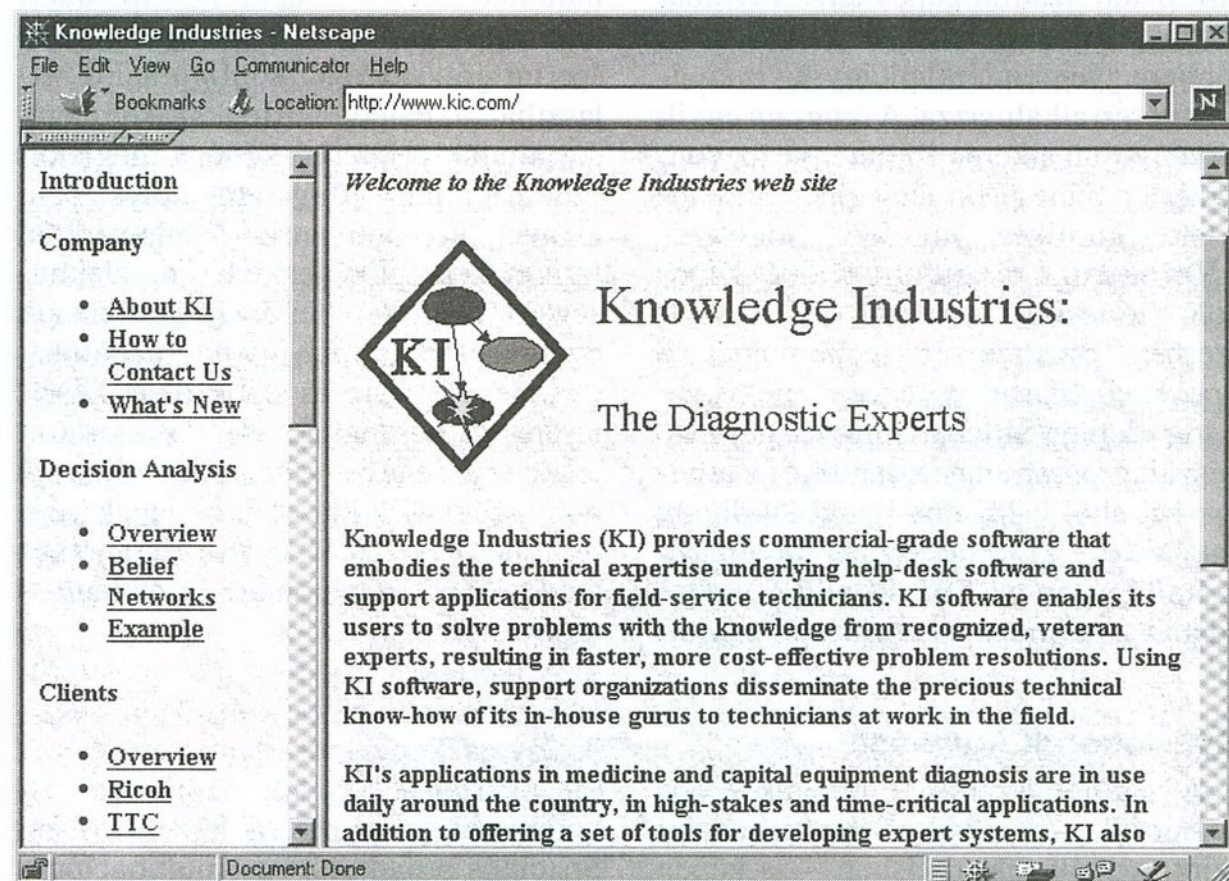 Knowledge Industries - Netscape
File Edit View Go Communicator Help
Bookmarks Location: http://www.kic.com/
N
Introduction
Company
• About KI
• How to
Contact Us
• What's New
Decision Analysis
• Overview
• Belief
Networks
• Example
Clients
• Overview
• Ricoh
• TTC
Welcome to the Knowledge Industries web site
KI
Knowledge Industries:
The Diagnostic Experts
Knowledge Industries (KI) provides commercial-grade software that
embodies the technical expertise underlying help-desk software and
support applications for field-service technicians. KI software enables its
users to solve problems with the knowledge from recognized, veteran
experts, resulting in faster, more cost-effective problem resolutions. Using
KI software, support organizations disseminate the precious technical
know-how of its in-house gurus to technicians at work in the field.
KI's applications in medicine and capital equipment diagnosis are in use
daily around the country, in high-stakes and time-critical applications. In
addition to offering a set of tools for developing expert systems, KI also
Document: Done